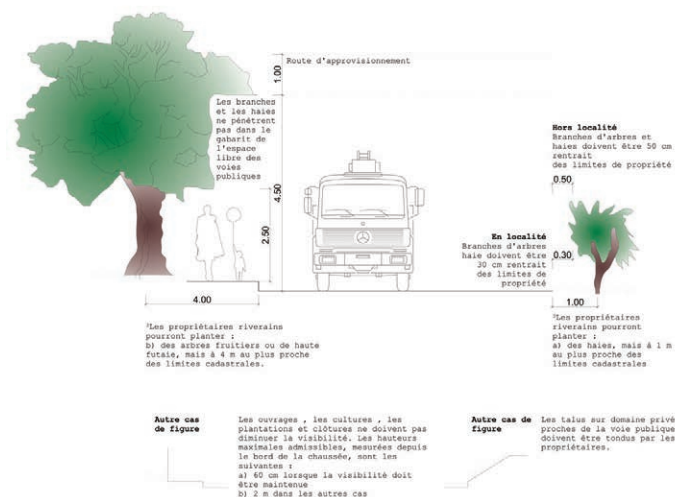 1.00
Route d'approvisionnement
Les branches
et les haies
ne pénètrent
pas dans le
gabarit de
l'espace
libre des
voies
publiques
4.50
2.50
4.00
Hors localité
Branches d'arbres et
haies doivent être 50 cm
rentrait
des limites de propriété
0.50
En localité
Branches d'arbres
haie doivent être
30 cm rentrait
des limites de
propriété
0.30
1.00
²Les propriétaires riverains
pourront planter :
b) des arbres fruitiers ou de haute
futaie, mais à 4 m au plus proche
des limites cadastrales.
²Les propriétaires
riverains pourront
planter :
a) des haies, mais à 1 m
au plus proche des
limites cadastrales
Autre cas
de figure
Les ouvrages , les cultures , les
plantations et clôtures ne doivent pas
diminuer la visibilité. Les hauteurs
maximales admissibles, mesurées depuis
le bord de la chaussée, sont les
suivantes :
a) 60 cm lorsque la visibilité doit
être maintenue
b) 2 m dans les autres cas
Autre cas de
figure
Les talus sur domaine privé
proches de la voie publique
doivent être tondus par les
propriétaires.